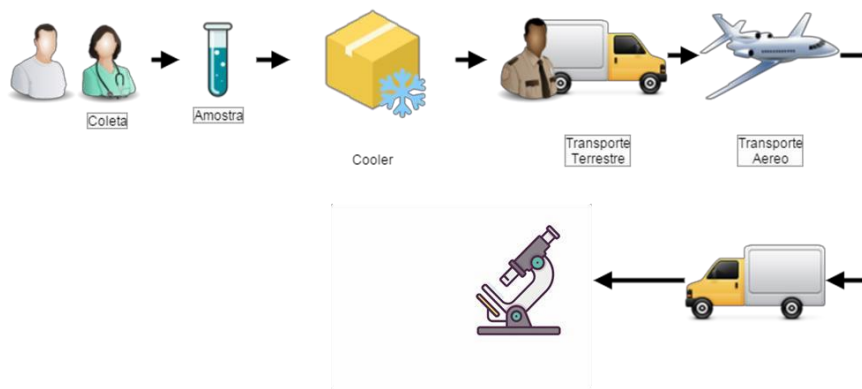 Coleta
Amostra
Cooler
Transporte
Terrestre
Transporte
Aereo